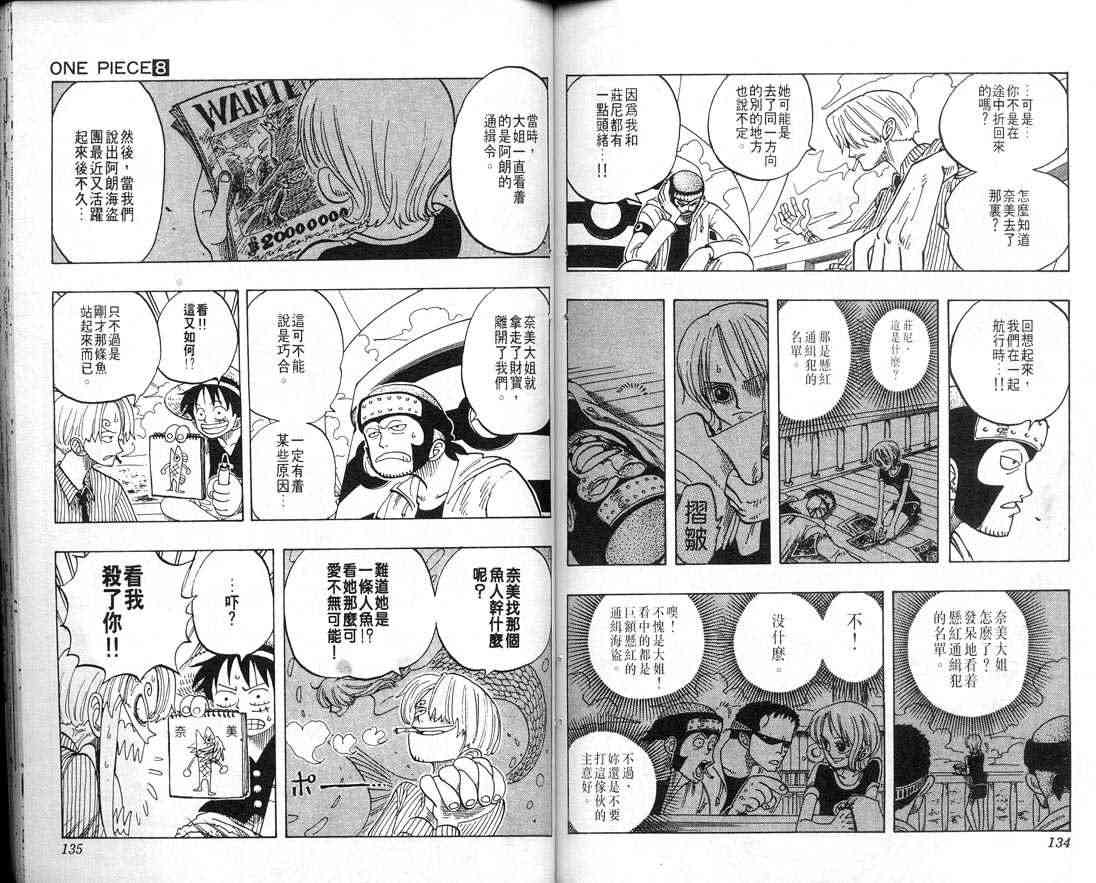 …可是…
你不是在
途中折回來
的嗎？
怎麼知道
奈美去了
那裏？
她可能是
去了同一方向
的別的地方
也說不定。
因爲我和
莊尼都有
一點頭緒…!!
回想起來，
我們在一起
航行時…!!
莊尼，
這是什麼？
那是懸紅
通緝犯的
名單。
摺皺
奈美大姐
怎麼了？
發呆地看着
懸紅通緝犯
的名單。
不！
沒什麽。
噢！
不愧是大姐！
看中的都是
巨額懸紅的
通緝海盜。
不過，
妳還是不要
打這傢伙的
主意好。
134
ONE PIECE8
當時，
大姐一直看着
的是阿朗的
通緝令。
WANTE
$2000000
然後，當我們
說出阿朗海盜
團最近又活躍
起來後不久…
奈美大姐就
拿走了財寶，
離開了我們。
這可不能
說是巧合。
一定有着
某些原因…
看!!
這又如何!?
只不過是
剛才那條魚
站起來而已。
奈美找那個
魚人幹什麼
呢？
難道她是
一條人魚!?
看她那麼可
愛不無可能！
ポー
…吓？
看我
殺了你!!
奈美
135